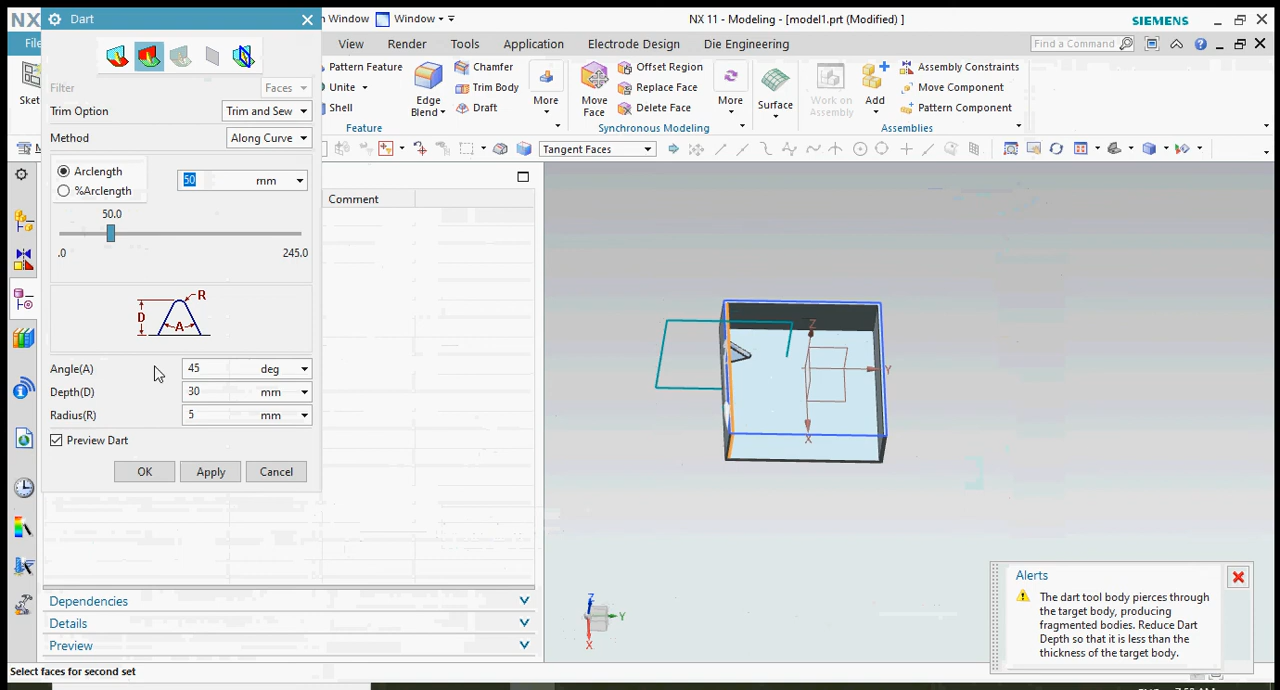 NX
Dart
Window
Window
NX 11 - Modeling - [model1.prt (Modified) ]
SIEMENS
File
View
Render
Tools
Application
Electrode Design
Die Engineering
Find a Command
Pattern Feature
Unite
Shell
Sket
Edge
Blend
Chamfer
Trim Body
Draft
More
Feature
Move
Face
Offset Region
Replace Face
Delete Face
More
Synchronous Modeling
Surface
Work on
Assembly
Add
Assembly Constraints
Move Component
Pattern Component
Assemblies
M
Tangent Faces
Filter
Faces
Trim Option
Trim and Sew
Method
Along Curve
Arclength
%Arclength
50
mm
50.0
.0
245.0
R
D
A
Angle(A)
45
deg
Depth(D)
30
mm
Radius(R)
5
mm
Preview Dart
OK
Apply
Cancel
Comment
Z
Y
X
Z
Y
X
Dependencies
Details
Preview
Select faces for second set
Alerts
The dart tool body pierces through
the target body, producing
fragmented bodies. Reduce Dart
Depth so that it is less than the
thickness of the target body.